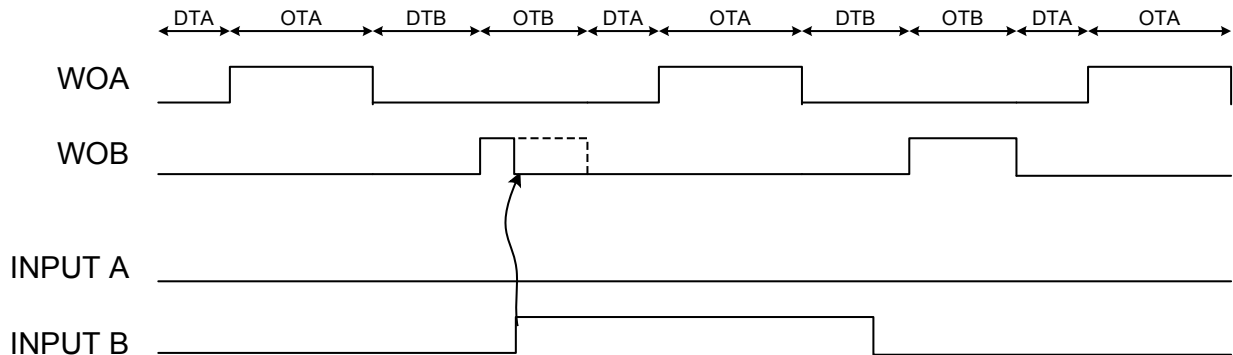 DTA OTA DTB OTB DTA OTA DTB OTB DTA OTA
WOA
WOB
INPUT A
INPUT B